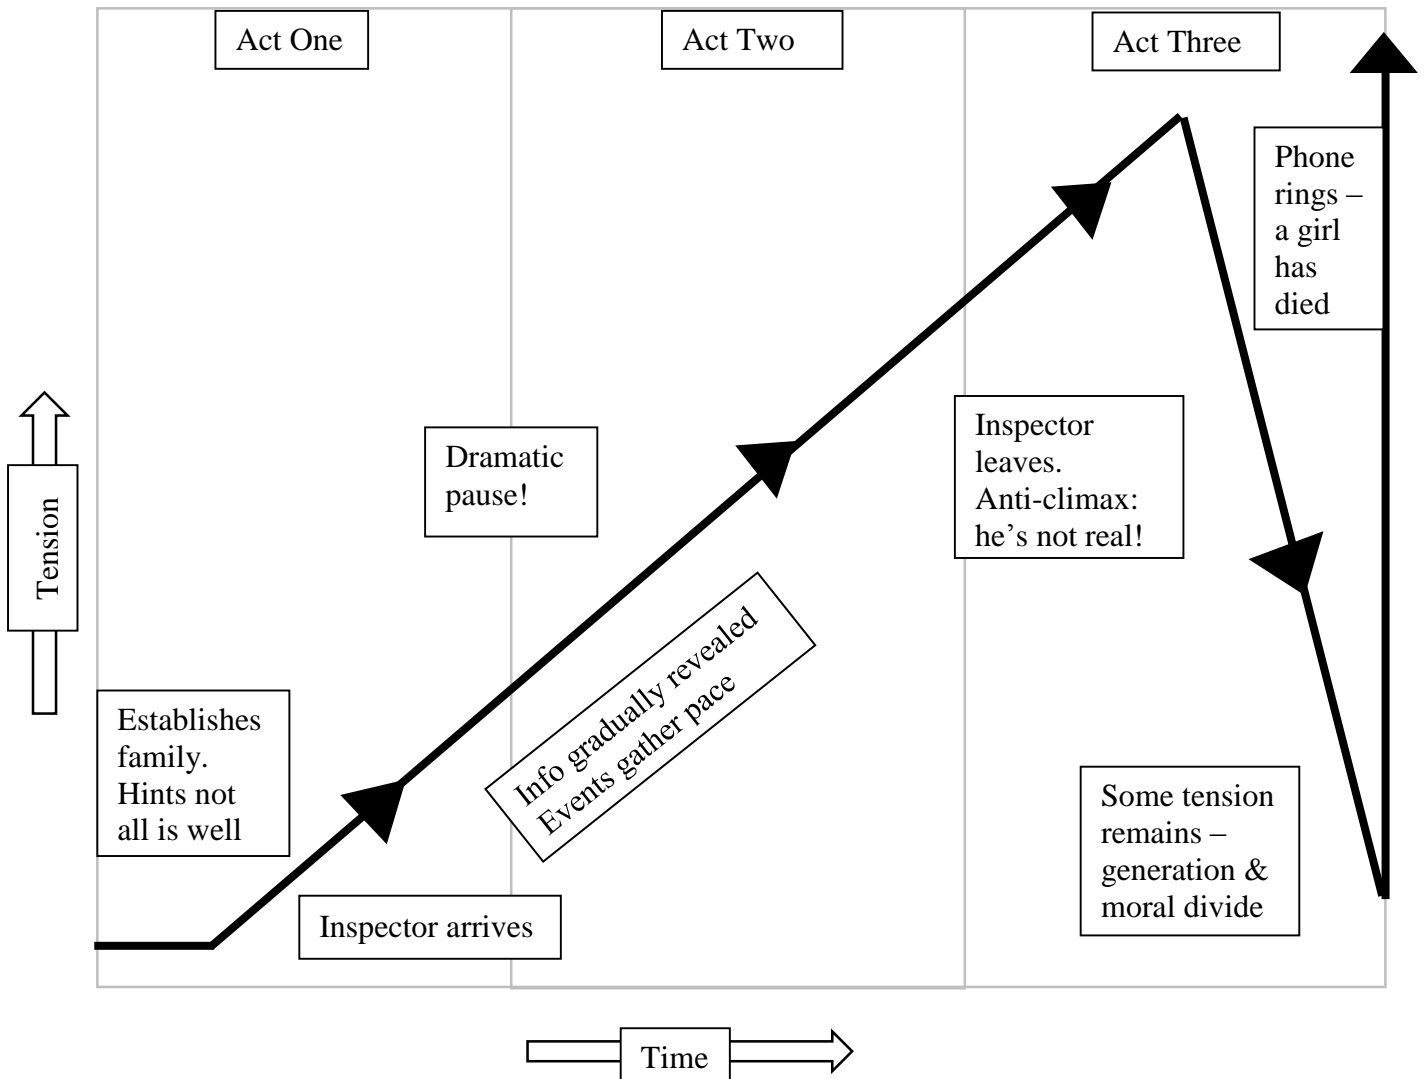 Act One
Act Two
Act Three
Phone
rings –
a girl
has
died
Dramatic
pause!
Inspector
leaves.
Anti-climax:
he's not real!
Tension
Info gradually revealed
Events gather pace
Establishes
family.
Hints not
all is well
Some tension
remains –
generation &
moral divide
Inspector arrives
Time